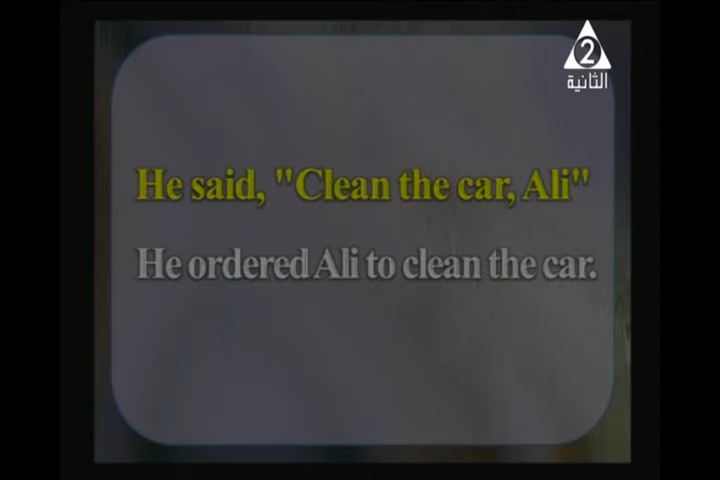 2
الثانية
He said, "Clean the car, Ali"
He ordered Ali to clean the car.